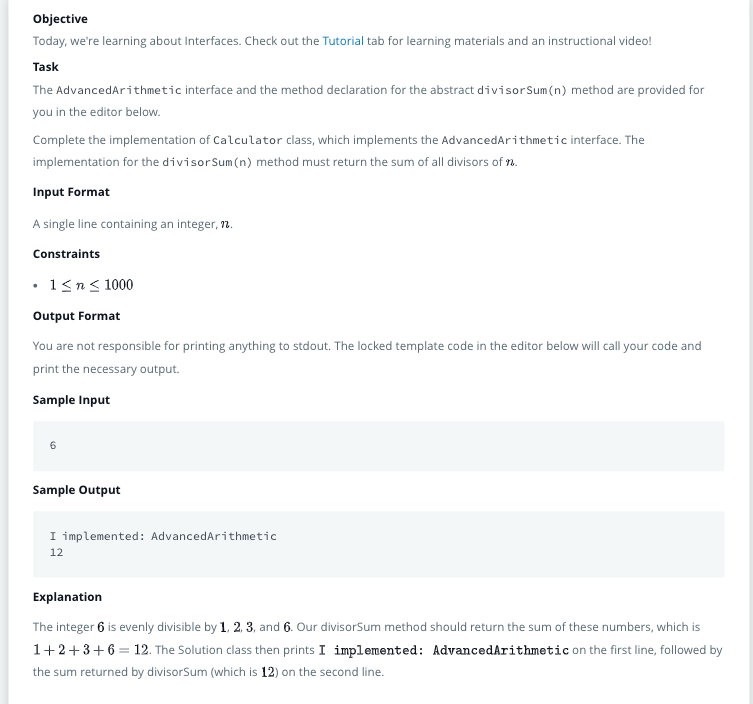 Objective
Today, we're learning about Interfaces. Check out the Tutorial tab for learning materials and an instructional video!
Task
The AdvancedArithmetic interface and the method declaration for the abstract divisorSum(n) method are provided for
you in the editor below.
Complete the implementation of Calculator class, which implements the AdvancedArithmetic interface. The
implementation for the divisorSum(n) method must return the sum of all divisors of n.
Input Format
A single line containing an integer, n.
Constraints
• 1 ≤ n ≤ 1000
Output Format
You are not responsible for printing anything to stdout. The locked template code in the editor below will call your code and
print the necessary output.
Sample Input
6
Sample Output
I implemented: AdvancedArithmetic
12
Explanation
The integer 6 is evenly divisible by 1, 2, 3, and 6. Our divisorSum method should return the sum of these numbers, which is
1 + 2 + 3 + 6 = 12. The Solution class then prints I implemented: AdvancedArithmetic on the first line, followed by
the sum returned by divisorSum (which is 12) on the second line.